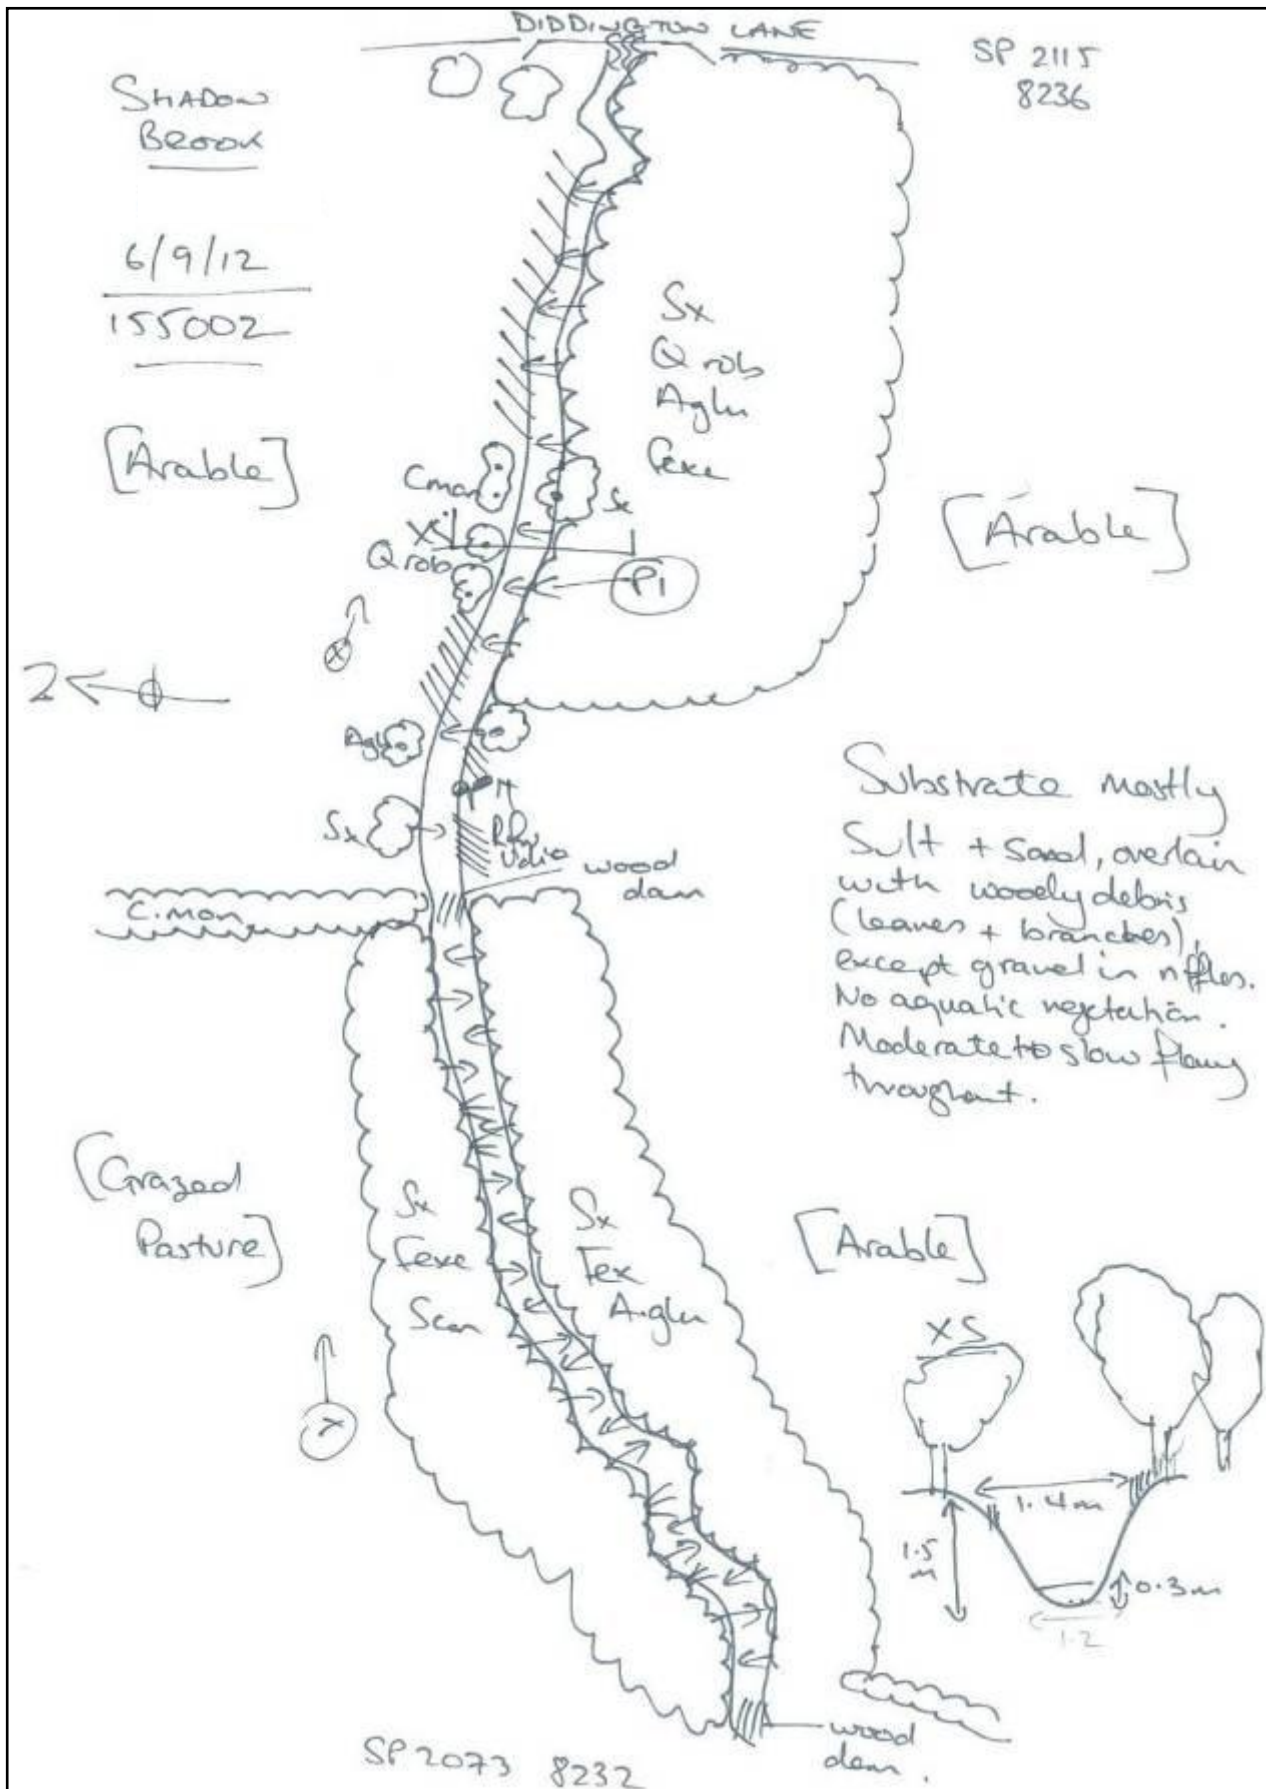 DIDDINGTON LANE
SP 2115
8236
SHADOW
BROOK
6/9/12
155002
[Arable]
Sx
Q rob
Aglu
Fexc
Cmon
Sx
XS
Q rob
P1
[Arable]
X
Z
Aglu
Sx
Udio
wood
dam
C.mon
Substrate mostly
Silt + Sand, overlain
with woody debris
(leaves + branches),
except gravel in riffles.
No aquatic vegetation.
Moderate to slow flowing
throughout.
[Grazed
Pasture]
Sx
Fexc
Scan
Sx
Fex
A.glu
[Arable]
XS
1.4m
1.5
m
0.3m
1.2
wood
dam.
SP 2073 8232